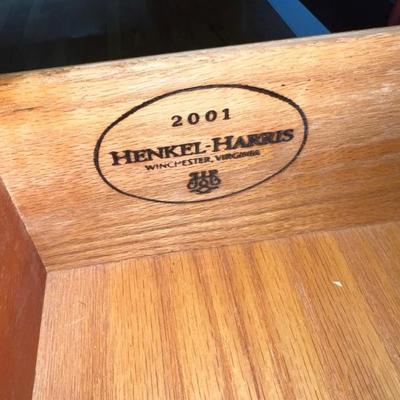 2001
HENKEL-HARRIS
WINCHESTER, VIRGINIA